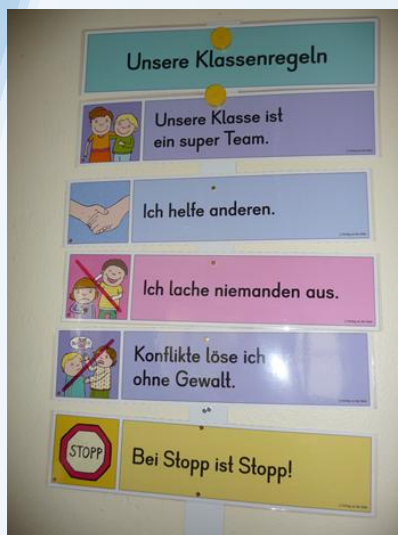 Unsere Klassenregeln
Unsere Klasse ist
ein super Team.
Ich helfe anderen.
Ich lache niemanden aus.
Konflikte löse ich
ohne Gewalt.
STOPP
Bei Stopp ist Stopp!